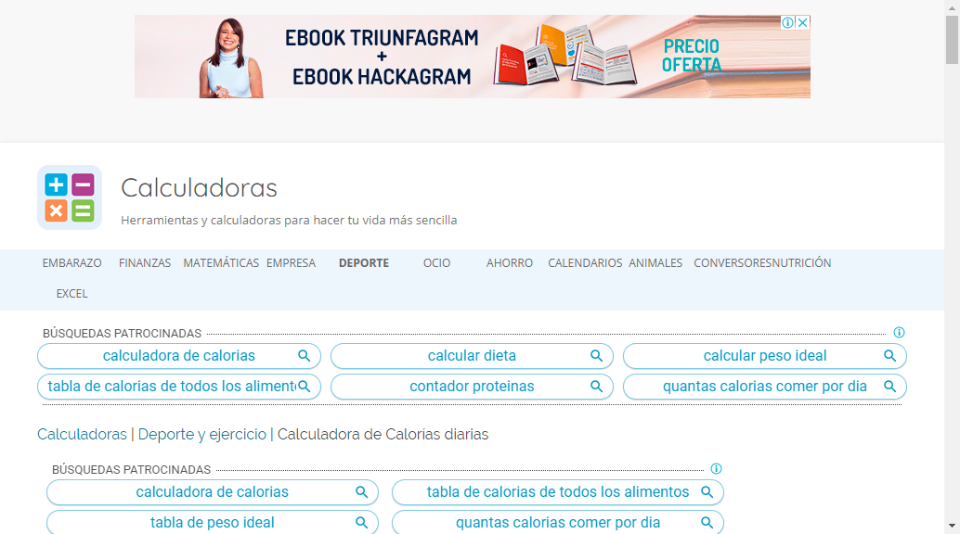 EBOOK TRIUNFAGRAM
+
EBOOK HACKAGRAM
PRECIO
OFERTA
Calculadoras
Herramientas y calculadoras para hacer tu vida más sencilla
EMBARAZO FINANZAS MATEMÁTICAS EMPRESA DEPORTE OCIO AHORRO CALENDARIOS ANIMALES CONVERSORESNUTRICIÓN
EXCEL
BÚSQUEDAS PATROCINADAS
calculadora de calorias calcular dieta calcular peso ideal
tabla de calorias de todos los aliment contador proteinas quantas calorias comer por dia
Calculadoras | Deporte y ejercicio | Calculadora de Calorías diarias
BÚSQUEDAS PATROCINADAS
calculadora de calorias tabla de calorias de todos los alimentos
tabla de peso ideal quantas calorias comer por dia